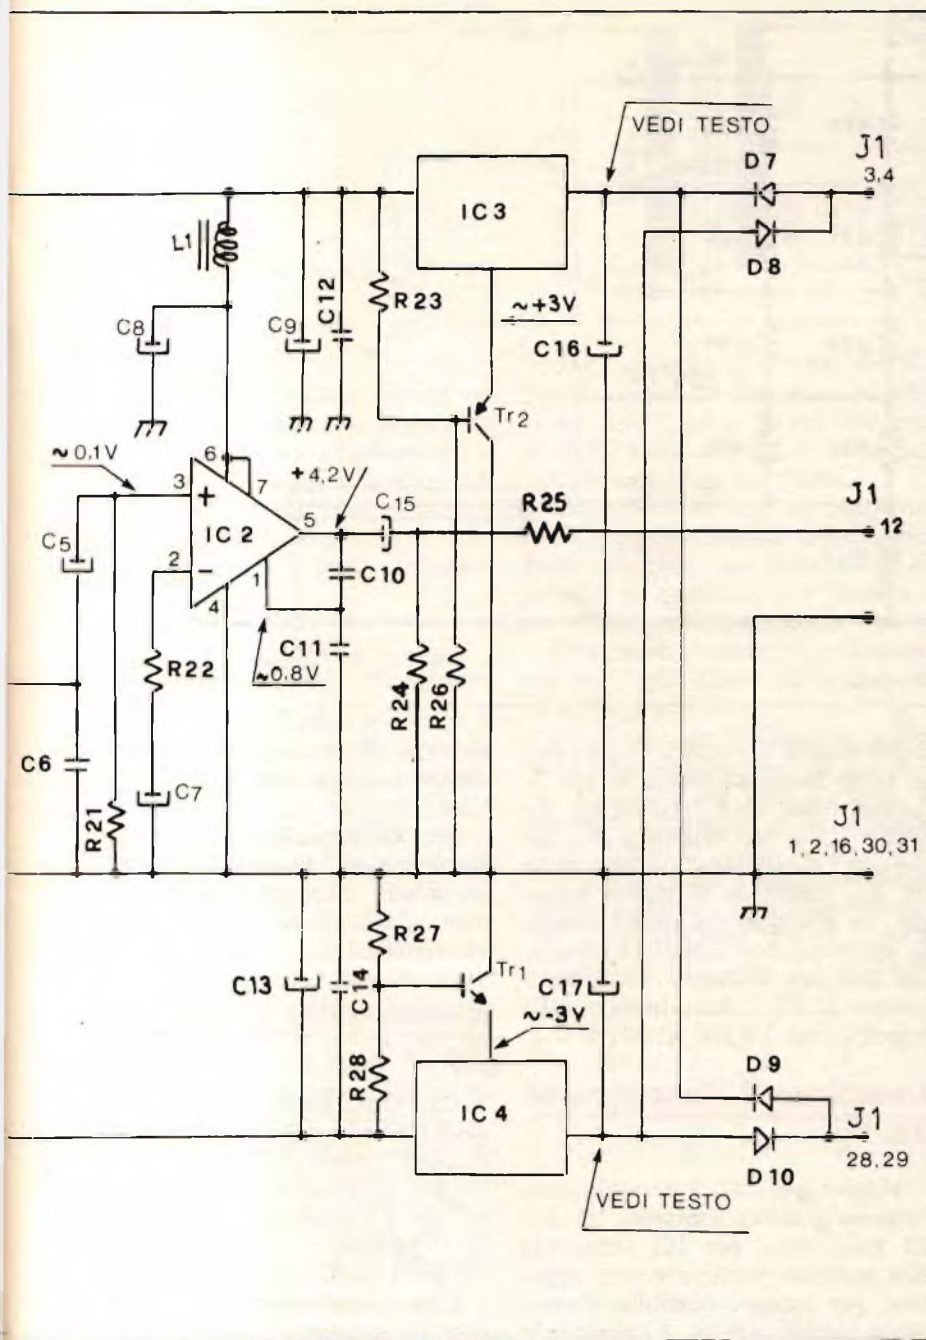 VEDI TESTO
J1
3,4
D7
D8
IC3
L1
C12
R23
~+3V
C8
C9
C16
Tr2
~0.1V
+4,2V
6
7
3
+
IC 2
5
C15
R25
J1
12
C5
2
-
1
4
C10
C11
~0.8V
R22
R24
R26
C6
C7
R21
J1
1,2,16,30,31
R27
C13
C14
Tr1
C17
~-3V
R28
IC 4
D9
D10
J1
28,29
VEDI TESTO